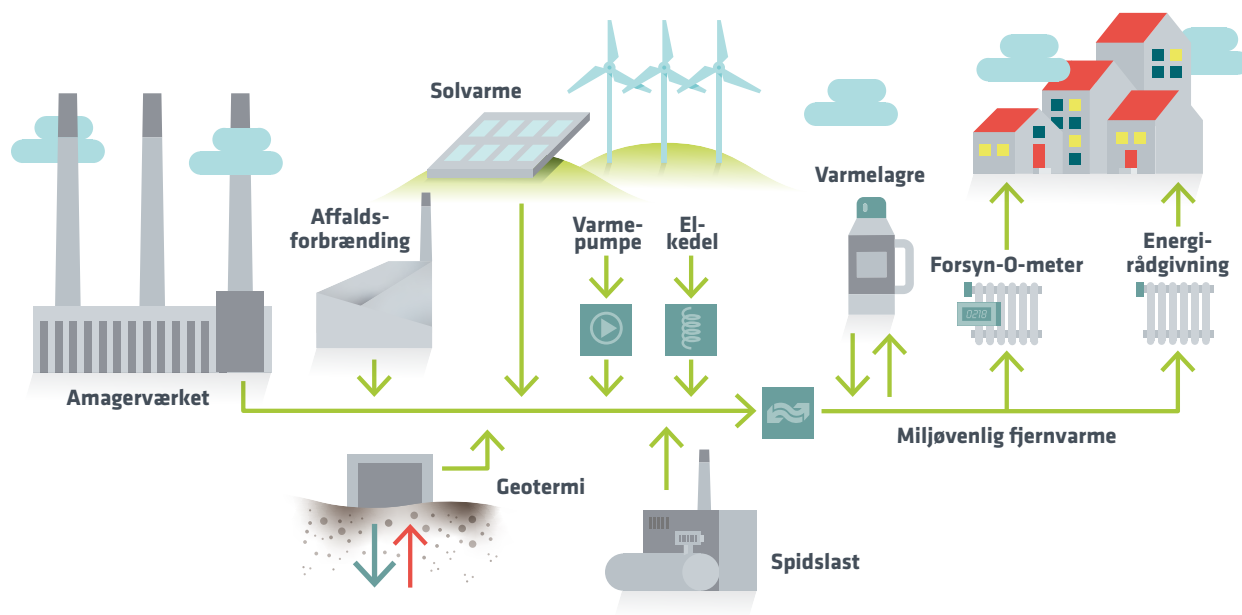 Solvarme
Affalds-
forbrænding
Varme-
pumpe
El-
kedel
Varmelagre
Forsyn-O-meter
0218
Energi-
rådgivning
Amagerværket
Miljøvenlig fjernvarme
Geotermi
Spidslast